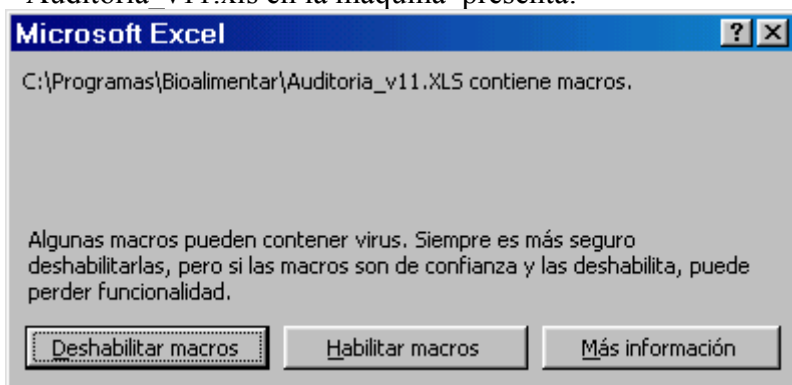 Auditoria_v11.xls en la maquina presenta:
Microsoft Excel
C:\Programas\Bioalimentar\Auditoria_v11.XLS contiene macros.
Algunas macros pueden contener virus. Siempre es más seguro
deshabilitarlas, pero si las macros son de confianza y las deshabilita, puede
perder funcionalidad.
Deshabilitar macros
Habilitar macros
Más información